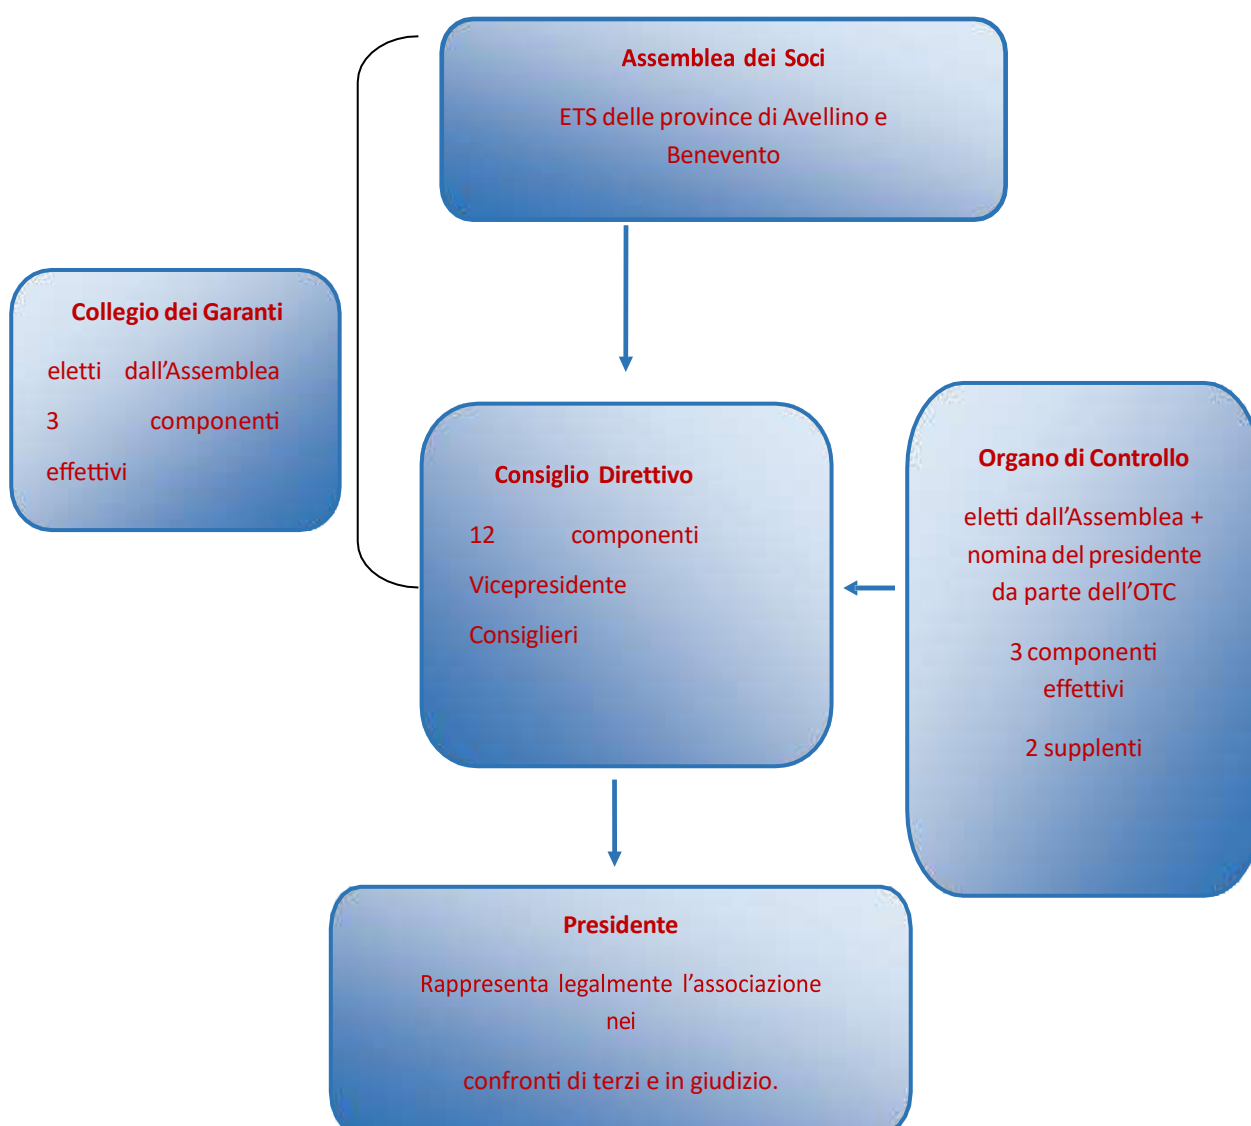 Assemblea dei Soci
ETS delle province di Avellino e
Benevento
Collegio dei Garanti
eletti dall’Assemblea
3 componenti
effettivi
Consiglio Direttivo
12 componenti
Vicepresidente
Consiglieri
Organo di Controllo
eletti dall’Assemblea +
nomina del presidente
da parte dell’OTC
3 componenti
effettivi
2 supplenti
Presidente
Rappresenta legalmente l’associazione
nei
confronti di terzi e in giudizio.